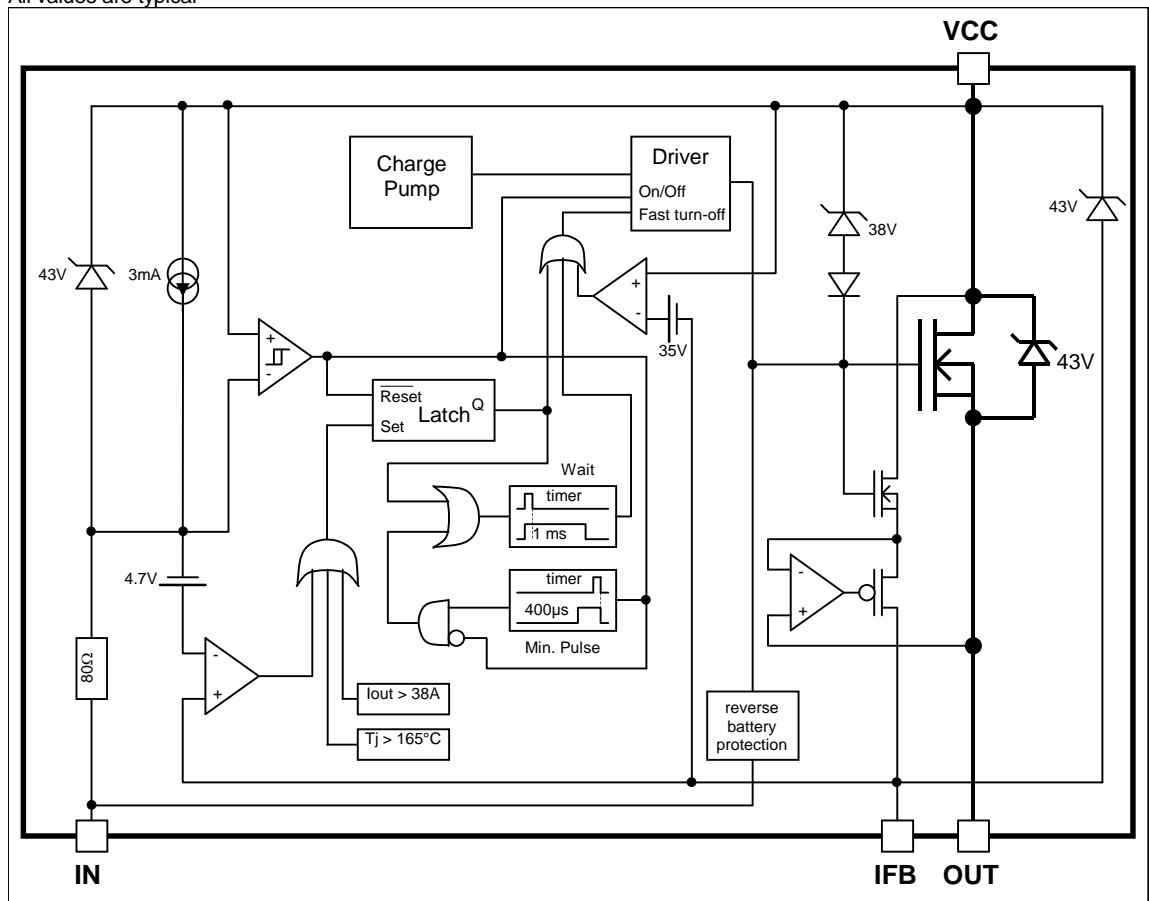 All values are typical
VCC
Charge
Pump
Driver
On/Off
Fast turn-off
43V
3mA
38V
43V
+
-
35V
+
-
43V
Reset
Latch
Q
Set
Wait
timer
1 ms
4.7V
timer
400µs
Min. Pulse
-
+
-
+
80Ω
Iout > 38A
Tj > 165°C
reverse
battery
protection
IN
IFB
OUT